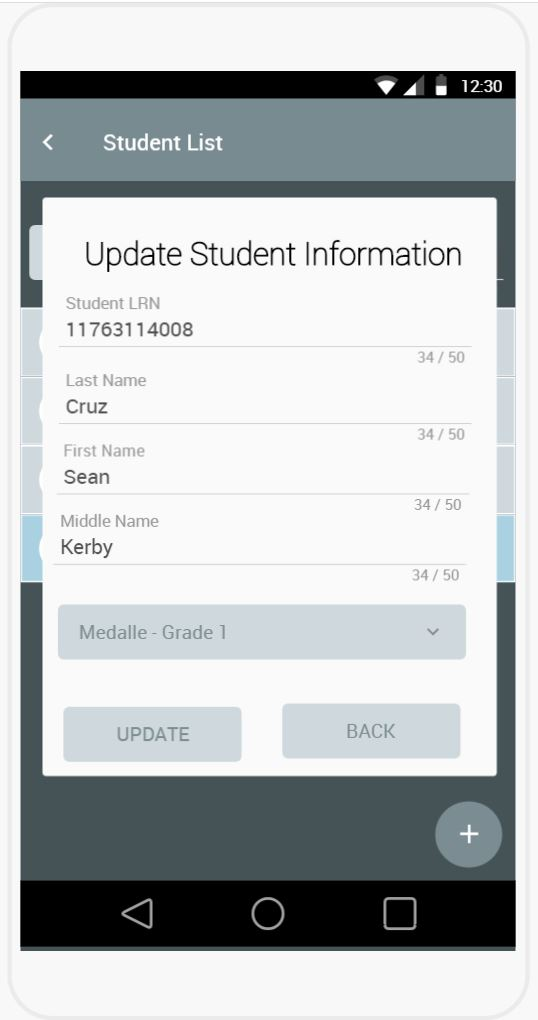 12:30
Student List
Update Student Information
Student LRN
11763114008
34 / 50
Last Name
Cruz
34 / 50
First Name
Sean
34 / 50
Middle Name
Kerby
34 / 50
Medalle - Grade 1
UPDATE
BACK
+